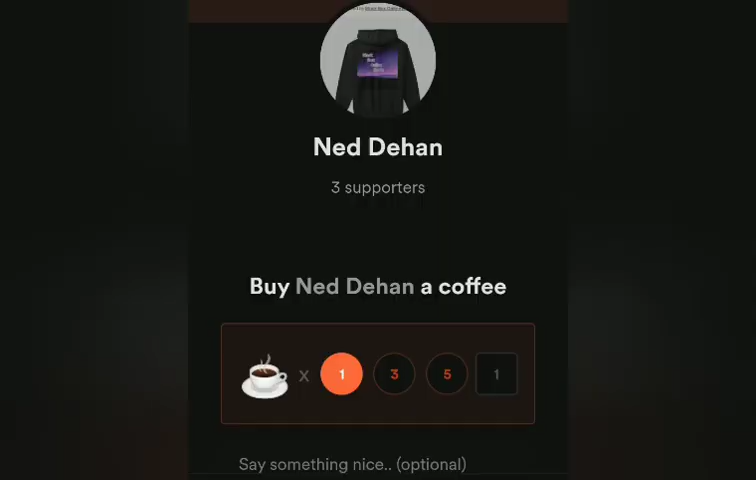 Ned Dehan
3 supporters
Buy Ned Dehan a coffee
X 1 3 5 1
Say something nice.. (optional)